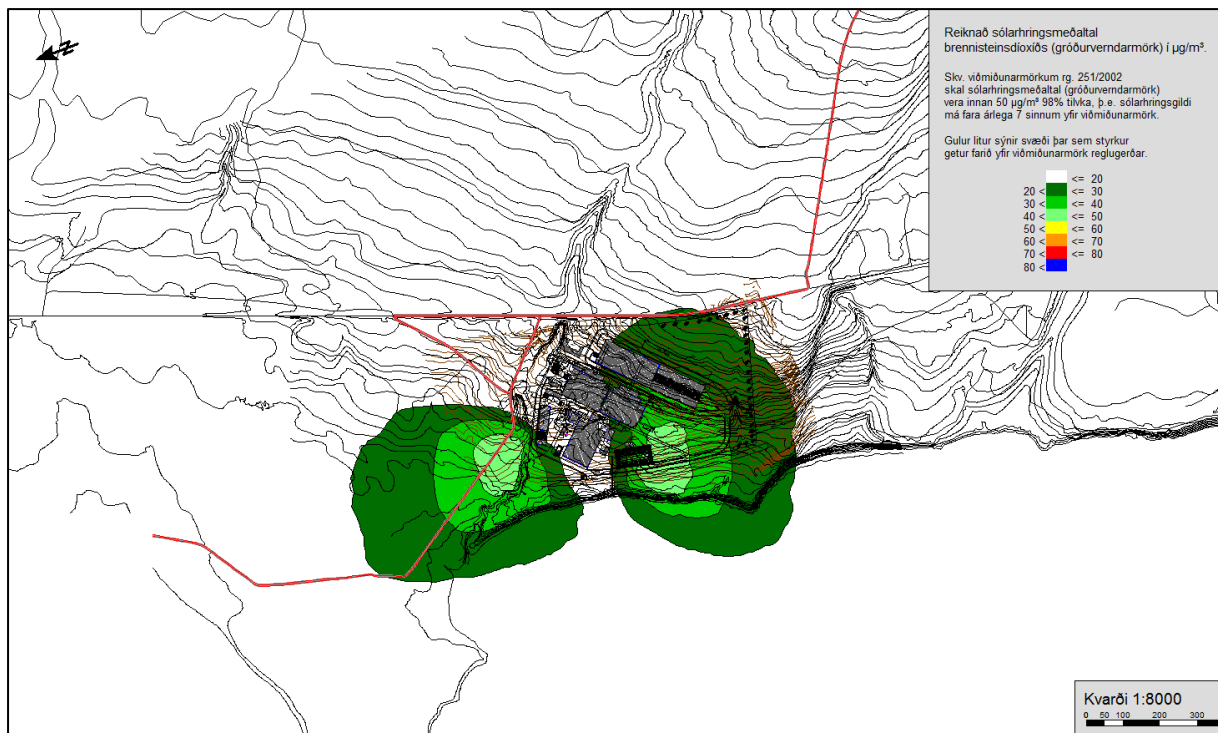 N
Reiknað sólarhringsmeðaltal
brennisteinsdíoxíðs (gróðurverndarmörk) í µg/m³.
Skv. viðmiðunarmörkum rg. 251/2002
skal sólarhringsmeðaltal (gróðurverndarmörk)
vera innan 50 µg/m³ 98% tilvka, þ.e. sólarhringsgildi
má fara árlega 7 sinnum yfir viðmiðunarmörk.
Gulur litur sýnir svæði þar sem styrkur
getur farið yfir viðmiðunarmörk reglugerðar.
<= 20
20 < <= 30
30 < <= 40
40 < <= 50
50 < <= 60
60 < <= 70
70 < <= 80
80 <
Kvarði 1:8000
0 50 100 200 300